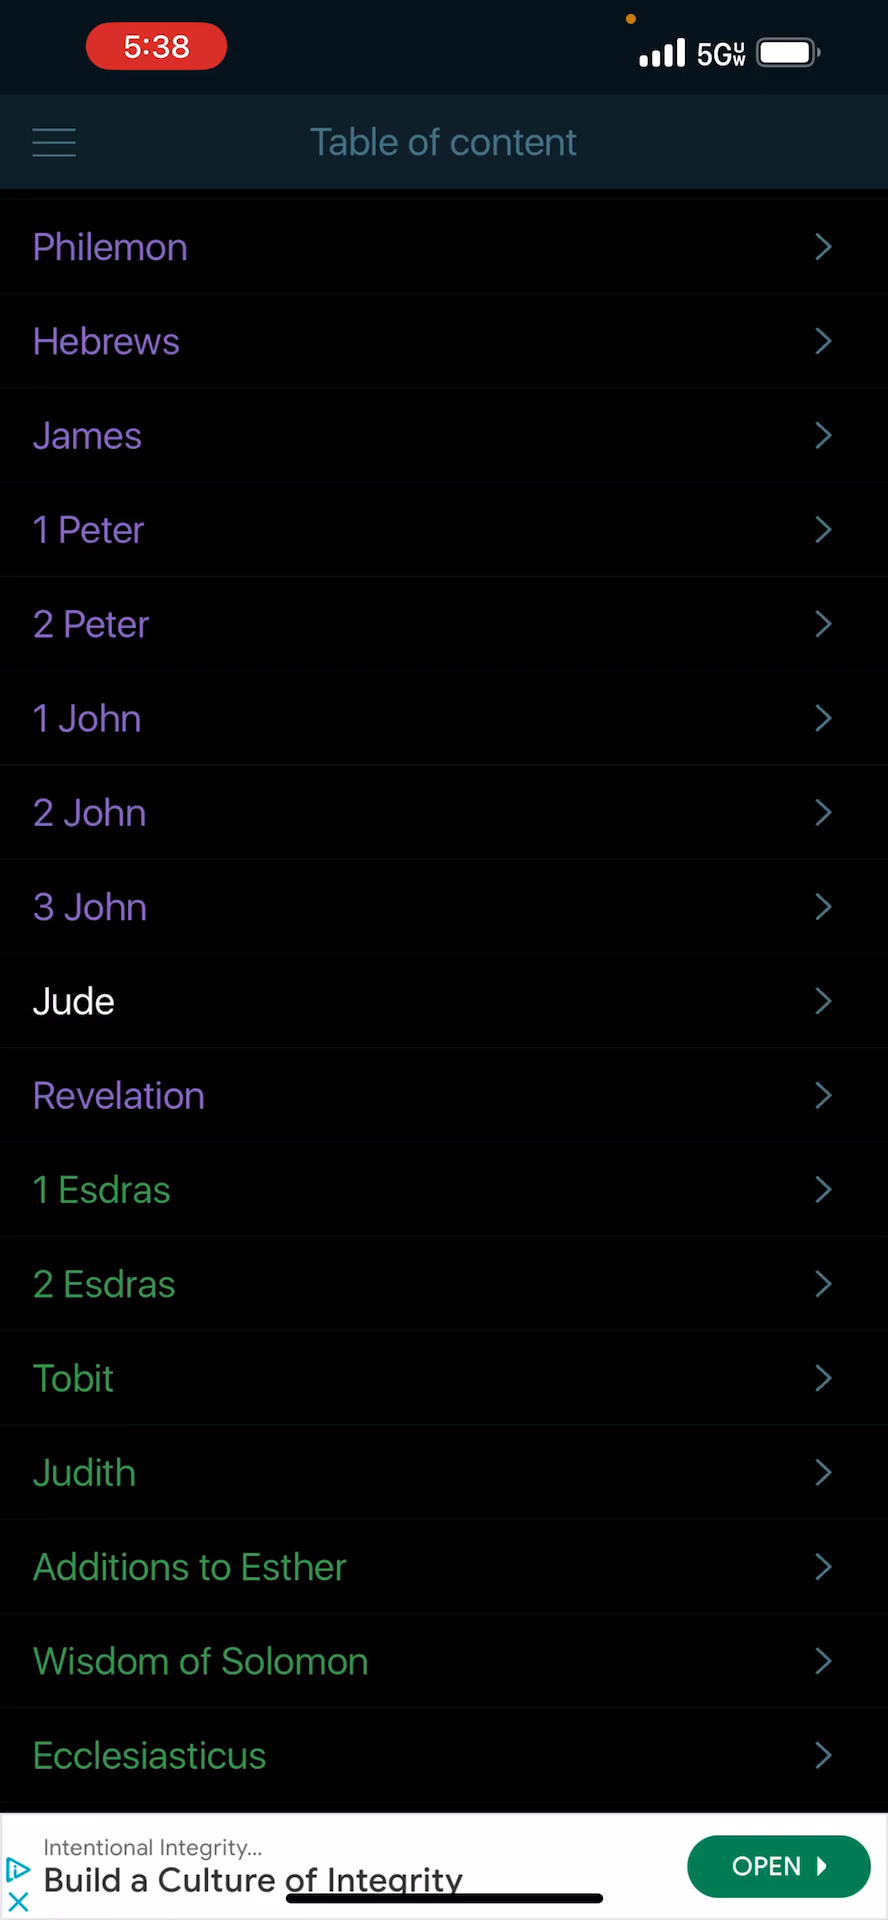 5:38
5G UW
Table of content
Philemon
Hebrews
James
1 Peter
2 Peter
1 John
2 John
3 John
Jude
Revelation
1 Esdras
2 Esdras
Tobit
Judith
Additions to Esther
Wisdom of Solomon
Ecclesiasticus
Intentional Integrity...
Build a Culture of Integrity
OPEN